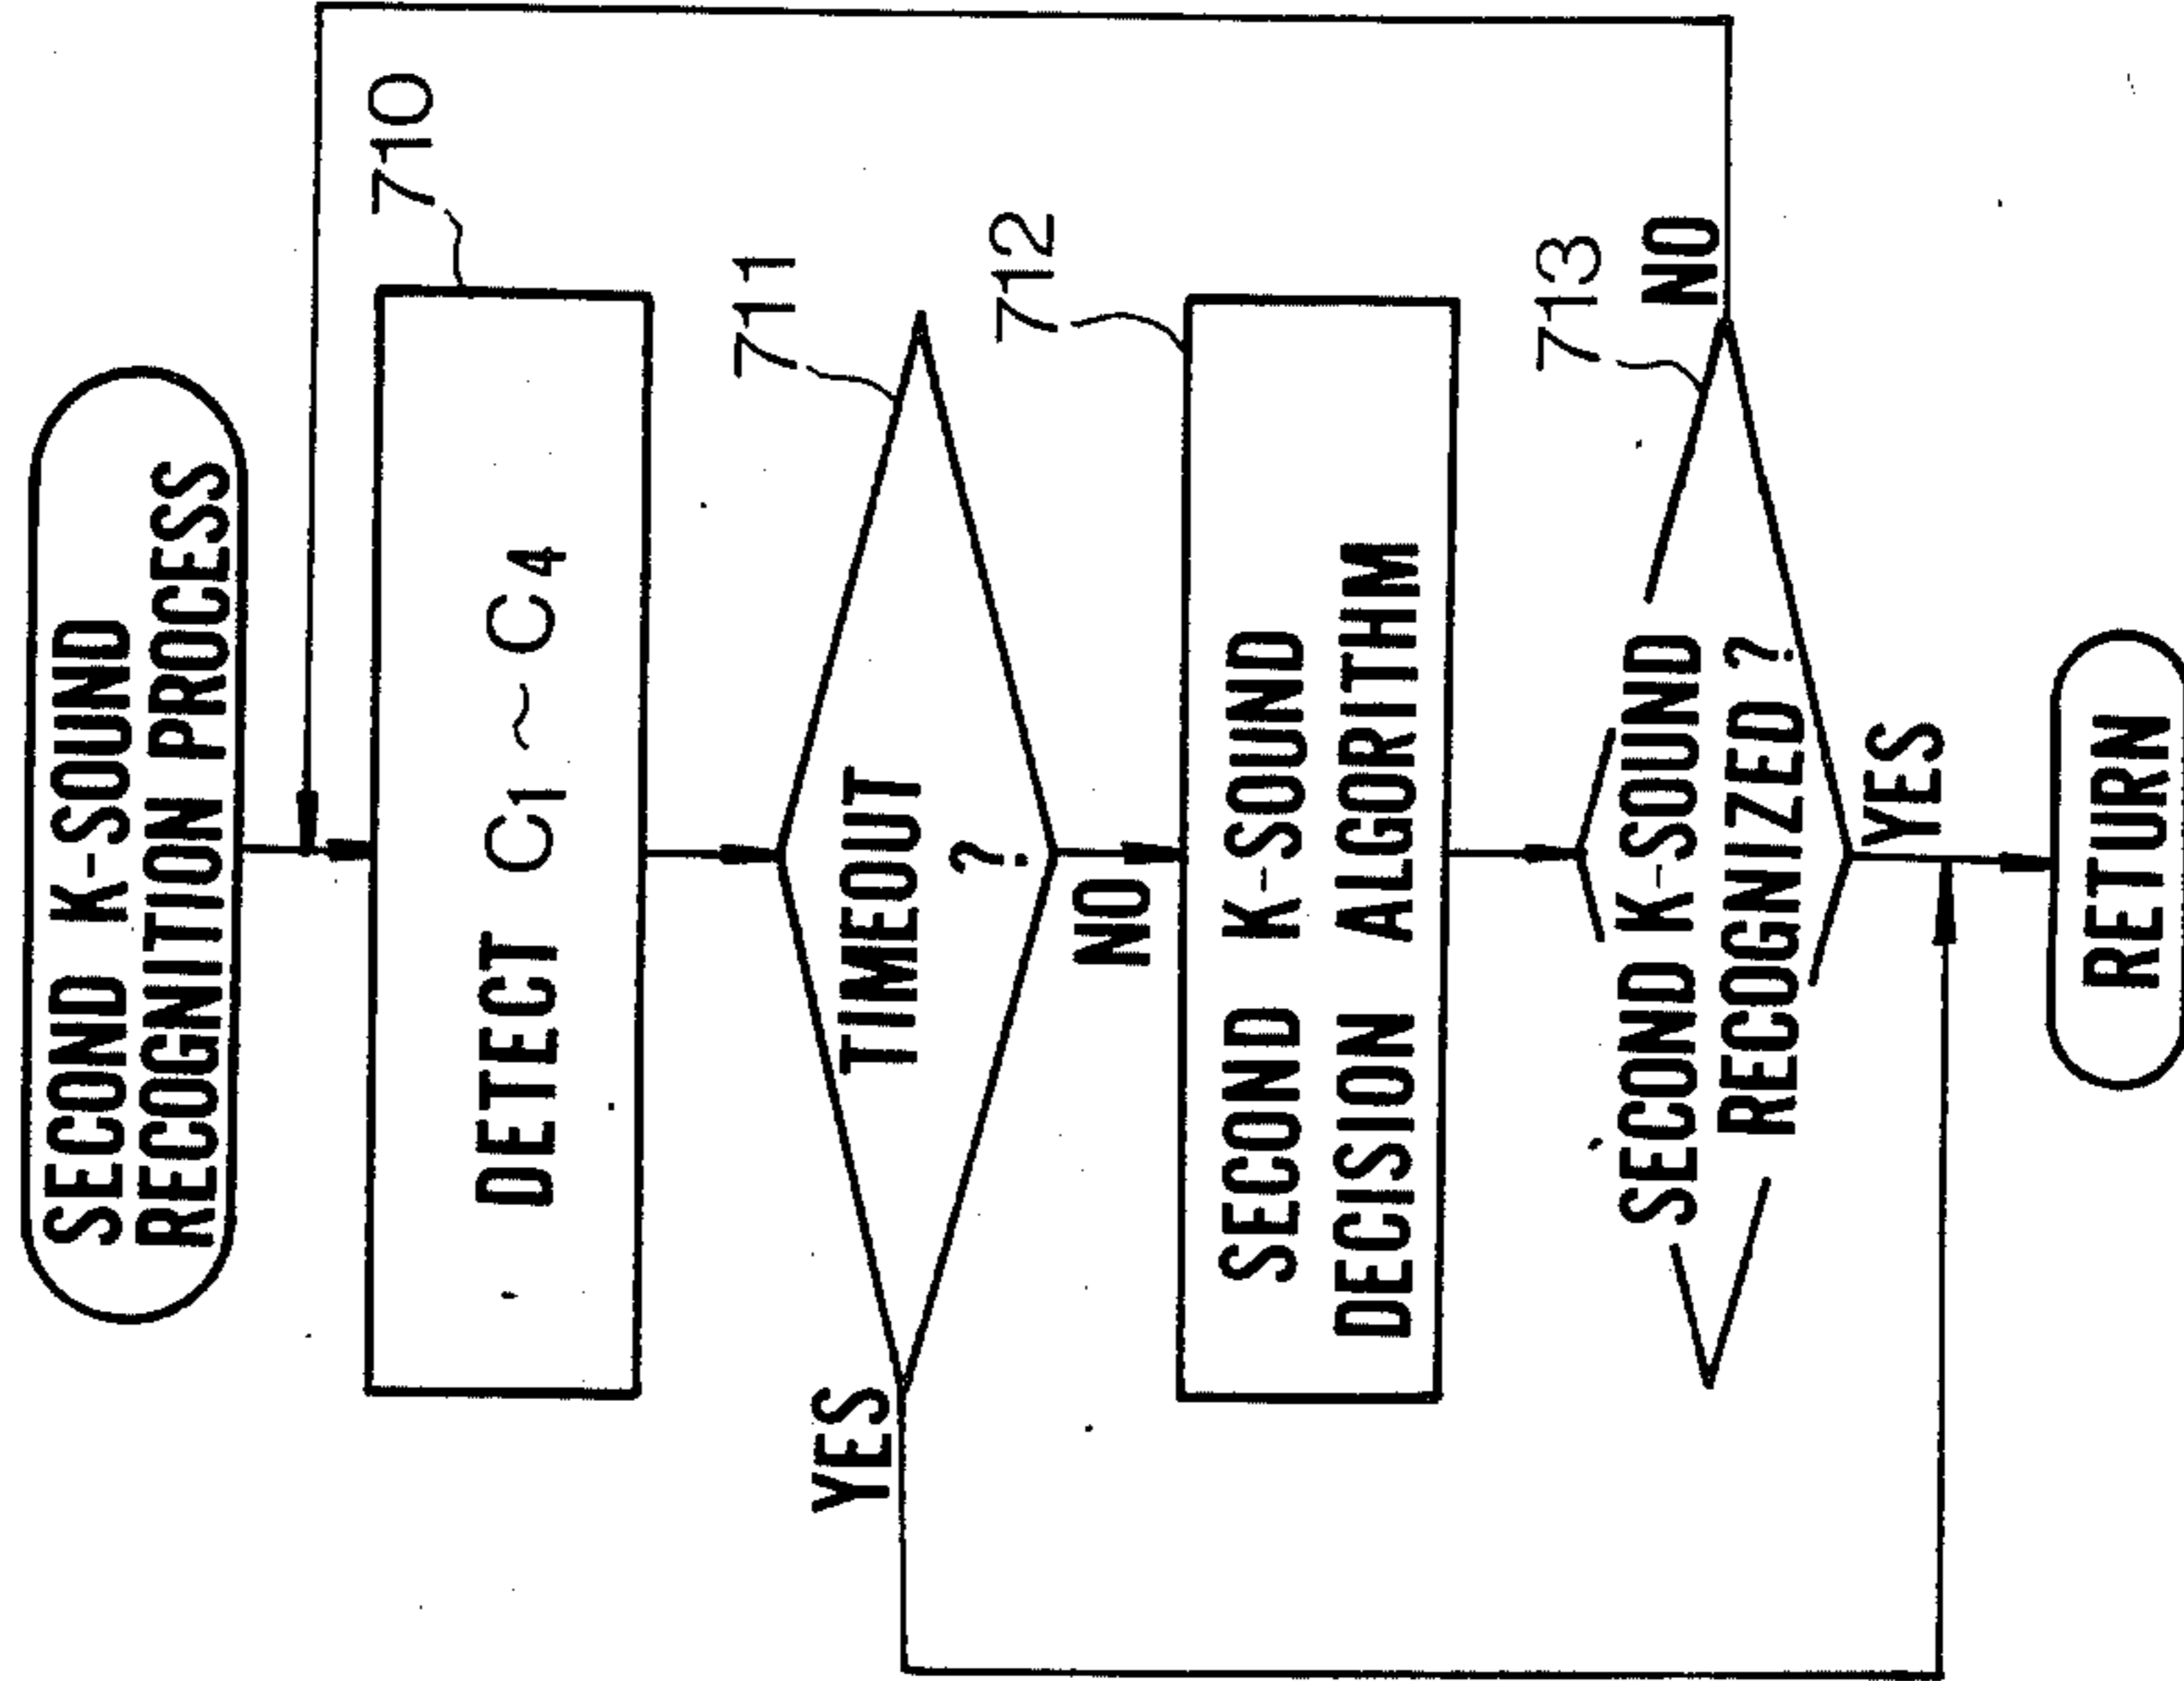 SECOND K-SOUND
RECOGNITION PROCESS
710
DETECT C1 ~ C4
711
TIMEOUT
?
YES
NO
712
SECOND K-SOUND
DECISION ALGORITHM
713
SECOND K-SOUND
RECOGNIZED ?
NO
YES
RETURN